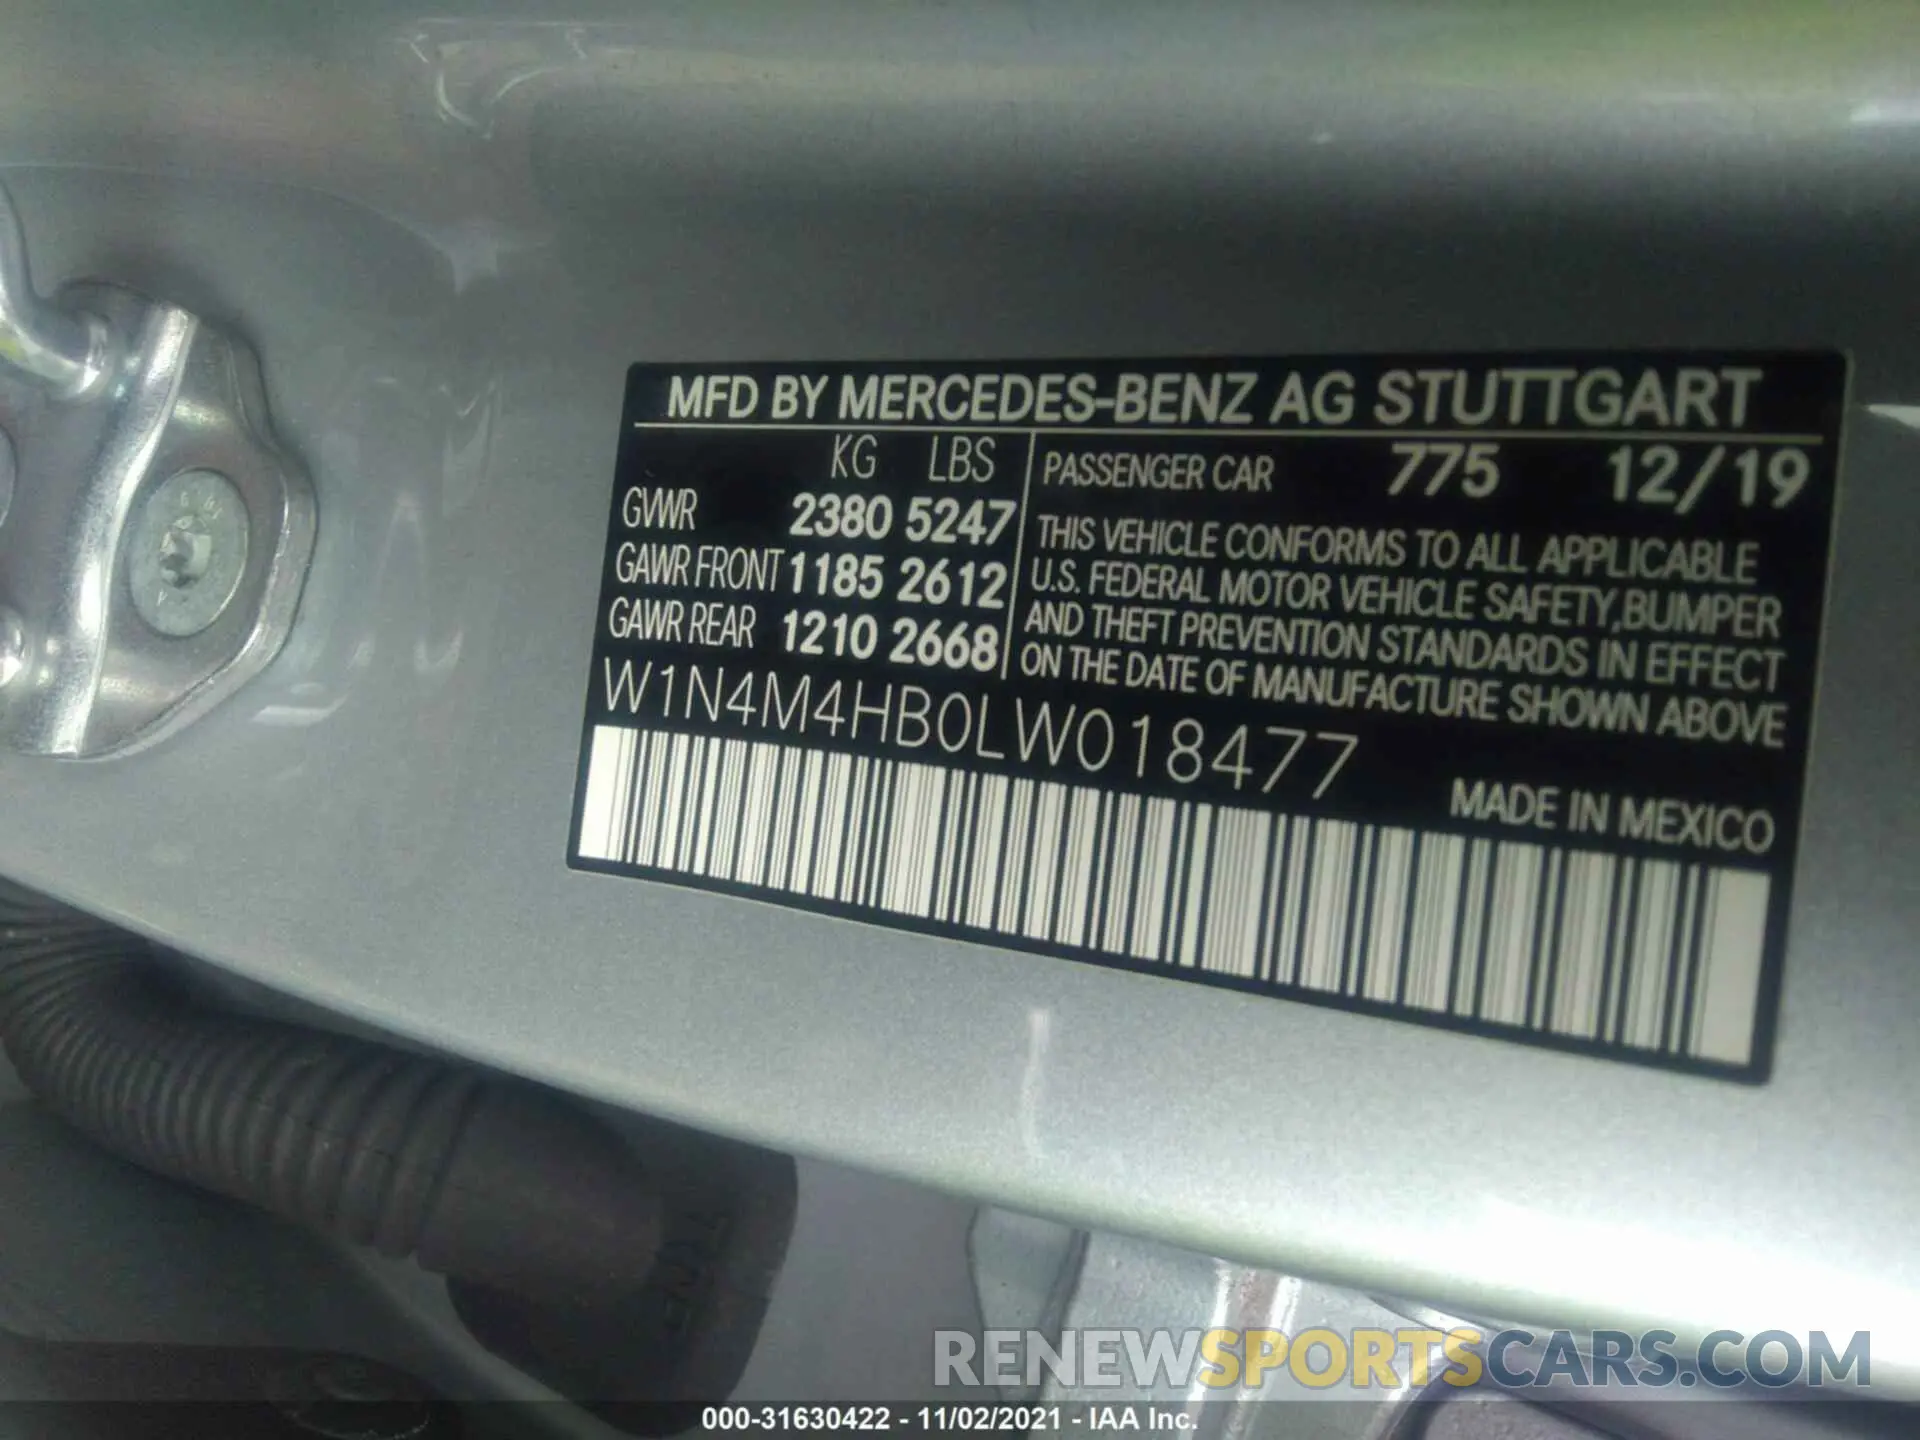 MFD BY MERCEDES-BENZ AG STUTTGART
KG LBS
GVWR 2380 5247
GAWR FRONT 1185 2612
GAWR REAR 1210 2668
PASSENGER CAR 775 12/19
THIS VEHICLE CONFORMS TO ALL APPLICABLE
U.S. FEDERAL MOTOR VEHICLE SAFETY,BUMPER
AND THEFT PREVENTION STANDARDS IN EFFECT
ON THE DATE OF MANUFACTURE SHOWN ABOVE
W1N4M4HB0LW018477
MADE IN MEXICO
RENEWSPORTSCARS.COM
000-31630422 - 11/02/2021 - IAA Inc.